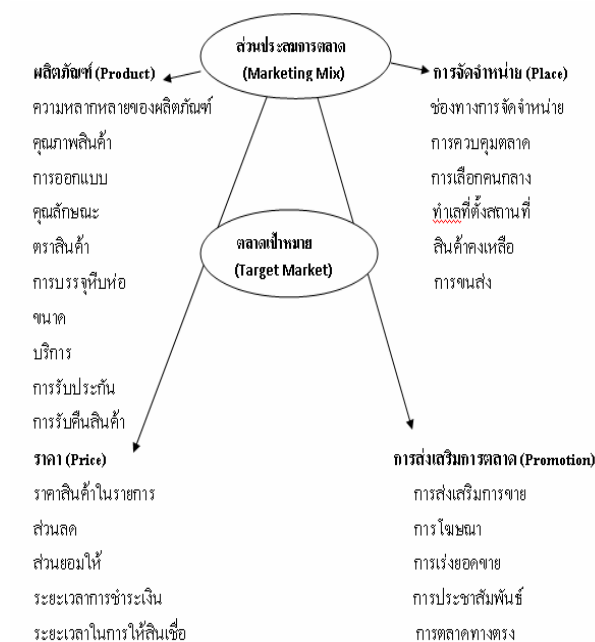 ส่วนประสมการตลาด
(Marketing Mix)
ผลิตภัณฑ์ (Product)
ความหลากหลายของผลิตภัณฑ์
คุณภาพสินค้า
การออกแบบ
คุณลักษณะ
ตราสินค้า
การบรรจุหีบห่อ
ขนาด
บริการ
การรับประกัน
การรับคืนสินค้า
การจัดจำหน่าย (Place)
ช่องทางการจัดจำหน่าย
การควบคุมตลาด
การเลือกคนกลาง
ทำเลที่ตั้งสถานที่
สินค้าคงเหลือ
การขนส่ง
ตลาดเป้าหมาย
(Target Market)
ราคา (Price)
ราคาสินค้าในรายการ
ส่วนลด
ส่วนยอมให้
ระยะเวลาการชำระเงิน
ระยะเวลาในการให้สินเชื่อ
การส่งเสริมการตลาด (Promotion)
การส่งเสริมการขาย
การโฆษณา
การเร่งยอดขาย
การประชาสัมพันธ์
การตลาดทางตรง